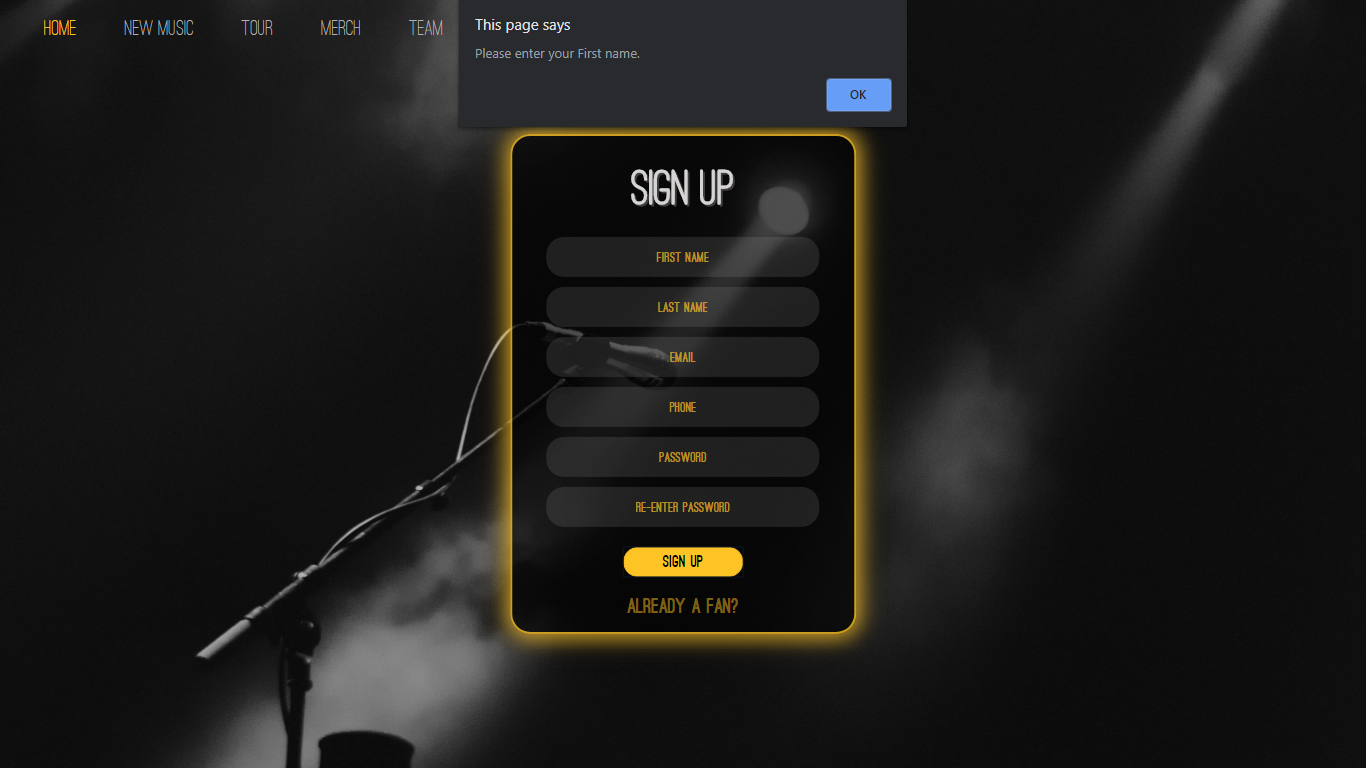 HOME NEW MUSIC TOUR MERCH TEAM
This page says
Please enter your First name.
OK
SIGN UP
FIRST NAME
LAST NAME
EMAIL
PHONE
PASSWORD
RE-ENTER PASSWORD
SIGN UP
ALREADY A FAN?